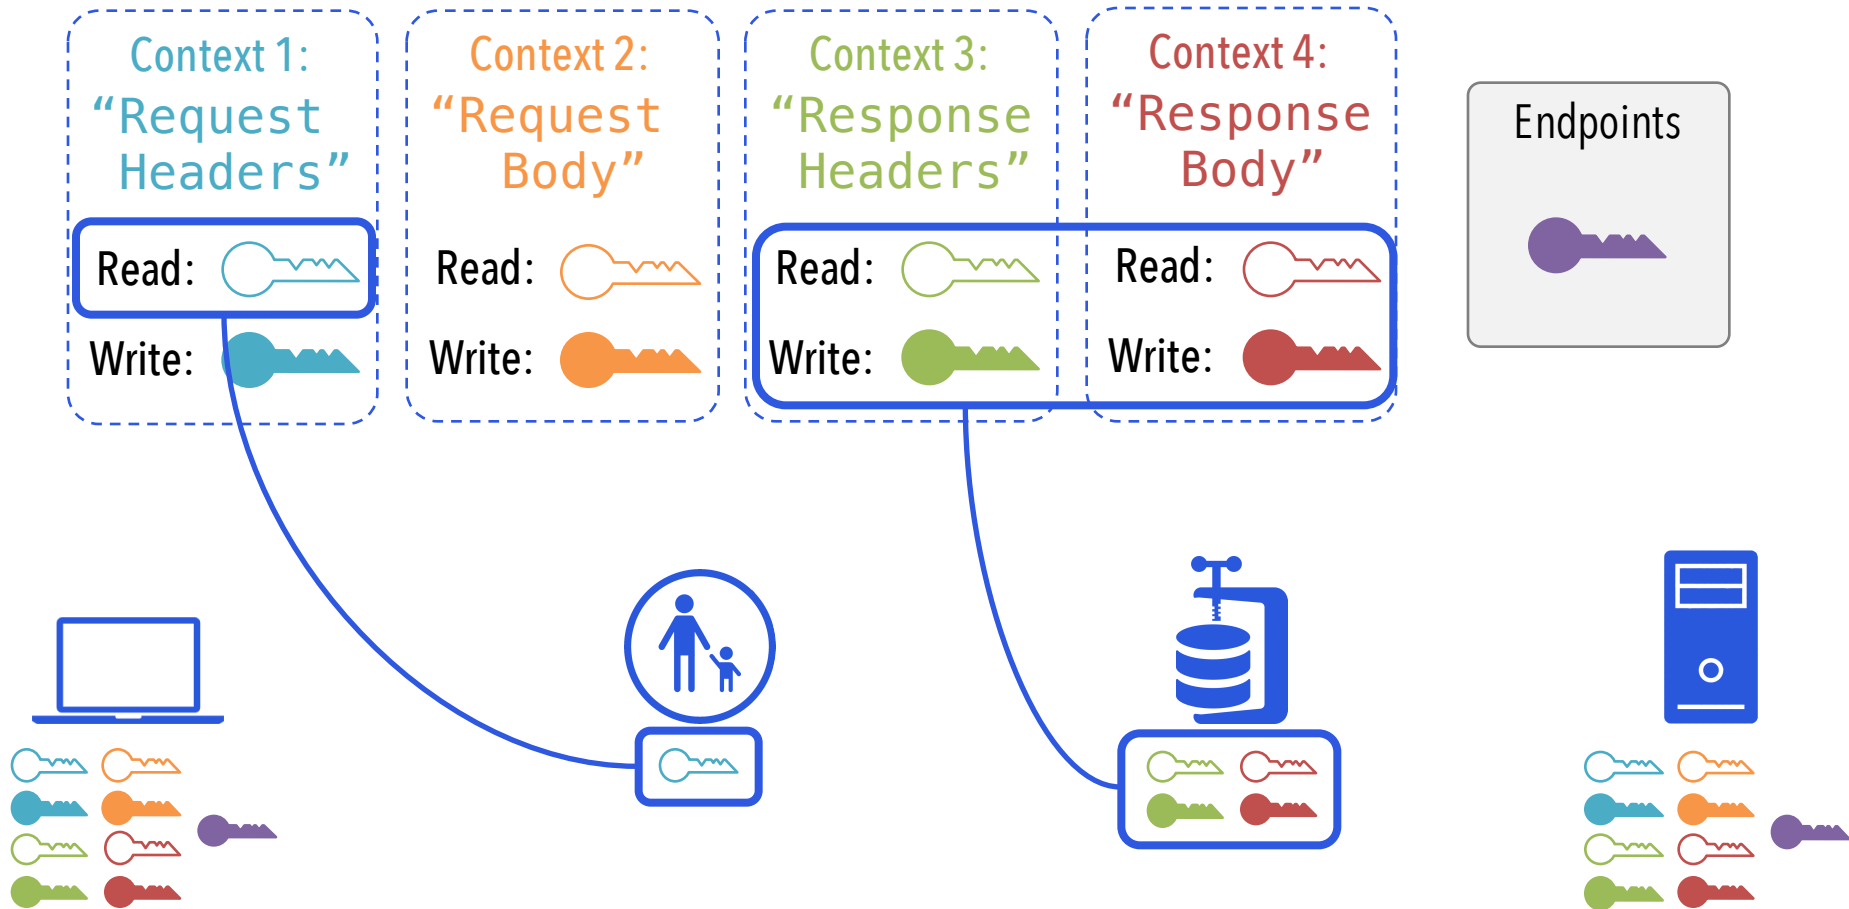 Context 1:
“Request
Headers”
Read:
Write:
Context 2:
“Request
Body”
Read:
Write:
Context 3:
“Response
Headers”
Read:
Write:
Context 4:
“Response
Body”
Read:
Write:
Endpoints